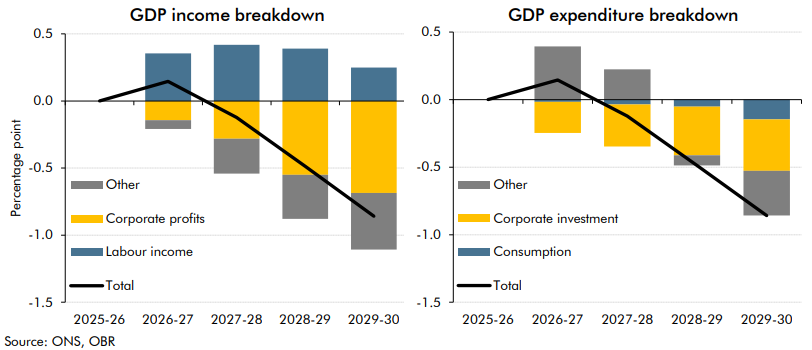 GDP income breakdown
0.5
0.0
-0.5
-1.0
-1.5
Percentage point
Other
Corporate profits
Labour income
Total
2025-26 2026-27 2027-28 2028-29 2029-30
GDP expenditure breakdown
0.5
0.0
-0.5
-1.0
-1.5
Other
Corporate investment
Consumption
Total
2025-26 2026-27 2027-28 2028-29 2029-30
Source: ONS, OBR